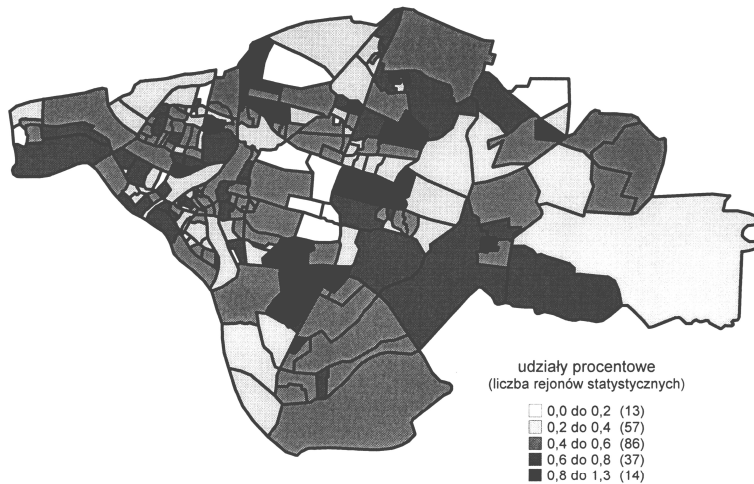 udziały procentowe
(liczba rejonów statystycznych)
0,0 do 0,2 (13)
0,2 do 0,4 (57)
0,4 do 0,6 (86)
0,6 do 0,8 (37)
0,8 do 1,3 (14)